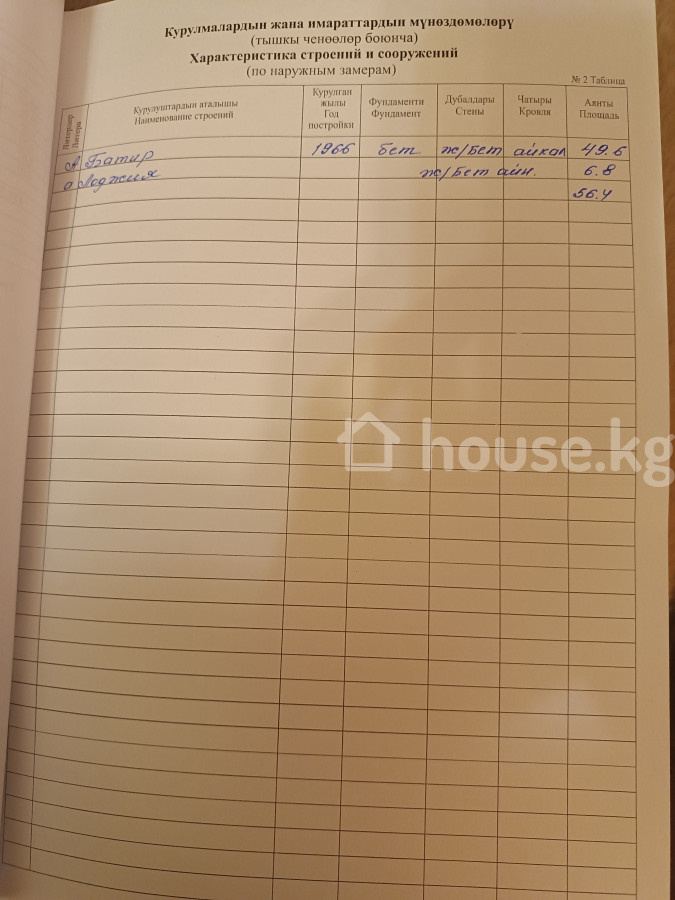 Курулмалардын жана имараттардын мүнөздөмөлөрү
(тышкы ченөөлөр боюнча)
Характеристика строений и сооружений
(по наружным замерам)
№ 2 Таблица
Литерлер Литера
Курулуштардын аталышы
Наименование строений
Курулган жылы
Год постройки
Фундаменти
Фундамент
Дубалдары
Стены
Чатыры
Кровля
Аянты
Площадь
А Батир 1966 бет ж/бет айкол 49.6
а Лоджия ж/бет айн. 6.8
56.4
house.kg